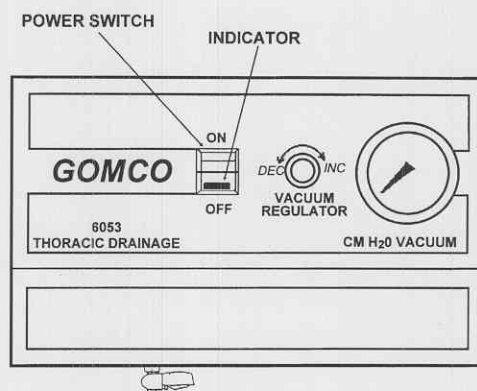 POWER SWITCH
INDICATOR
ON
GOMCO
DEC
INC
OFF
VACUUM
REGULATOR
6053
THORACIC DRAINAGE
CM H20 VACUUM